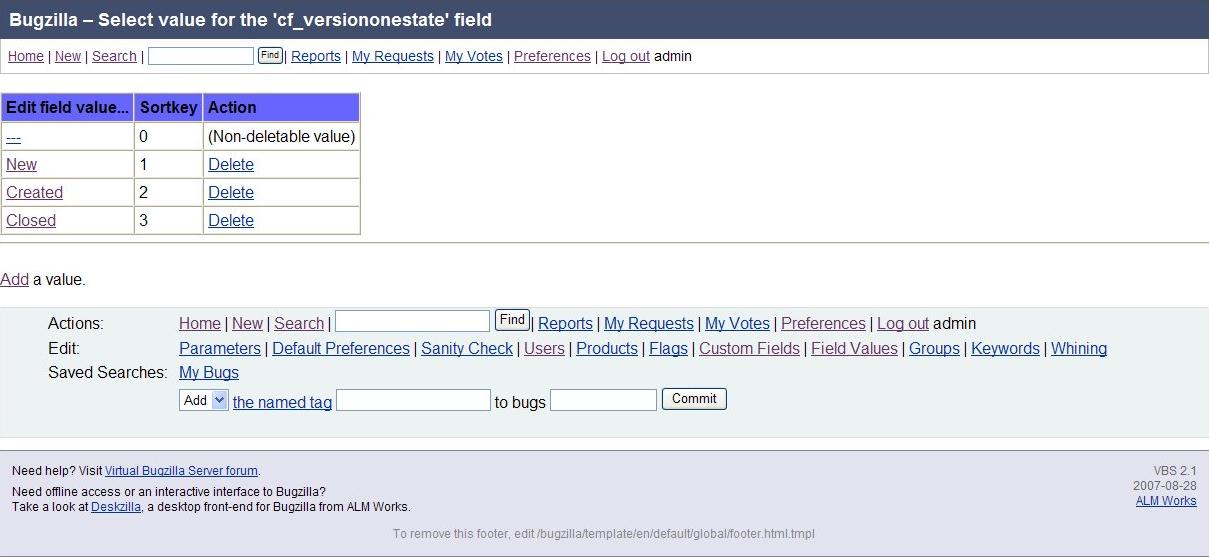 Bugzilla – Select value for the 'cf_versiononestate' field
Home | New | Search | Find | Reports | My Requests | My Votes | Preferences | Log out admin
Edit field value... Sortkey Action
--- 0 (Non-deletable value)
New 1 Delete
Created 2 Delete
Closed 3 Delete
Add a value.
Actions: Home | New | Search | Find | Reports | My Requests | My Votes | Preferences | Log out admin
Edit: Parameters | Default Preferences | Sanity Check | Users | Products | Flags | Custom Fields | Field Values | Groups | Keywords | Whining
Saved Searches: My Bugs
Add the named tag to bugs Commit
Need help? Visit Virtual Bugzilla Server forum. VBS 2.1
2007-08-28
Need offline access or an interactive interface to Bugzilla?
Take a look at Deskzilla, a desktop front-end for Bugzilla from ALM Works. ALM Works
To remove this footer, edit /bugzilla/template/en/default/global/footer.html.tmpl